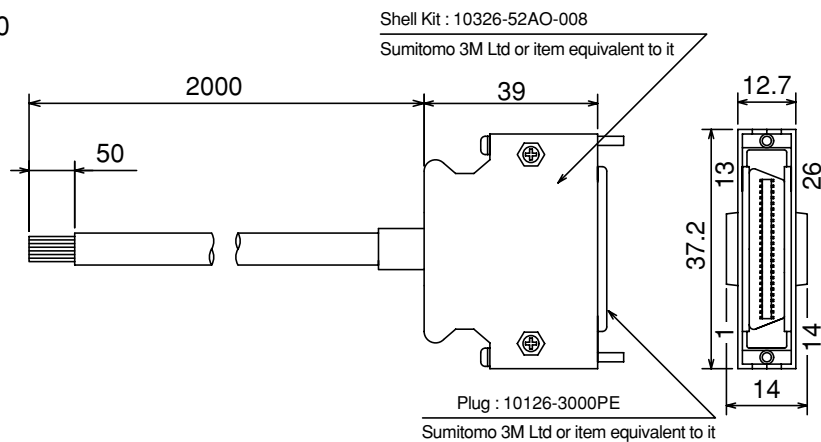 0
Shell Kit : 10326-52AO-008
Sumitomo 3M Ltd or item equivalent to it
2000
39
12.7
50
13
26
37.2
1
14
14
Plug : 10126-3000PE
Sumitomo 3M Ltd or item equivalent to it